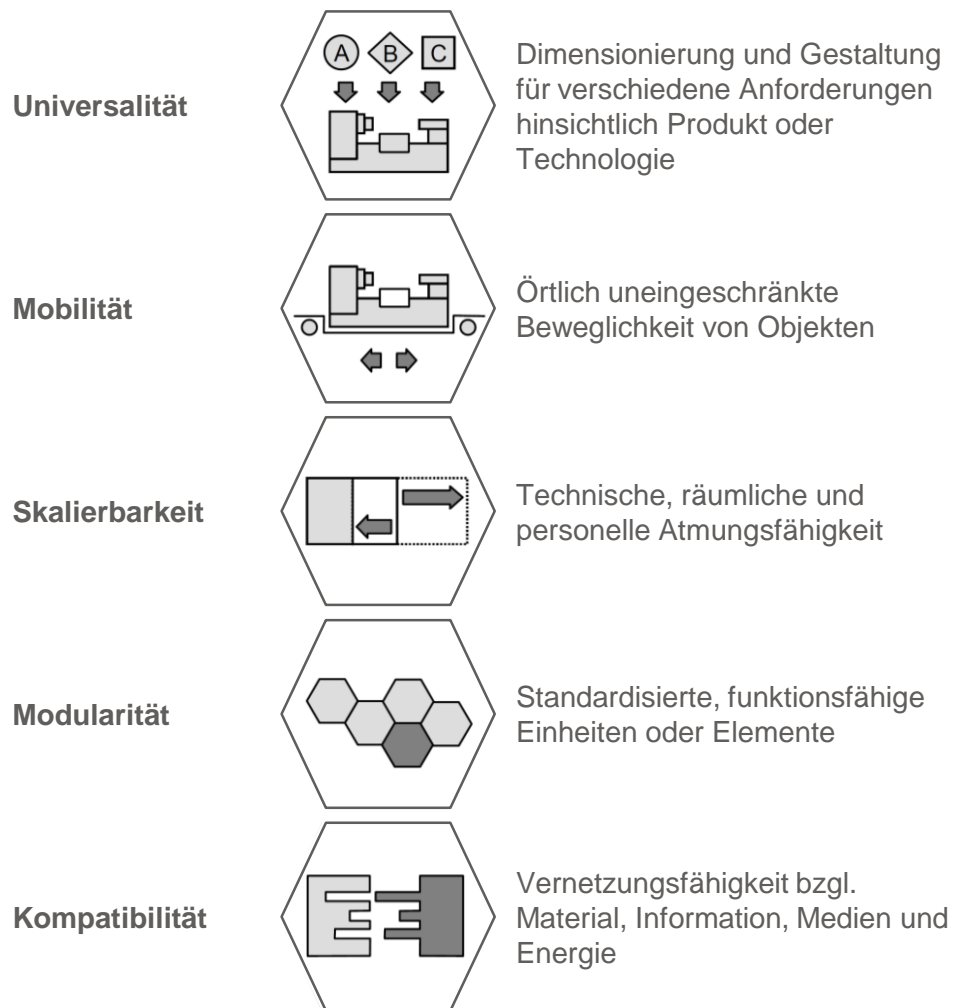 Universalität
A B C
Dimensionierung und Gestaltung
für verschiedene Anforderungen
hinsichtlich Produkt oder
Technologie
Mobilität
Örtlich uneingeschränkte
Beweglichkeit von Objekten
Skalierbarkeit
Technische, räumliche und
personelle Atmungsfähigkeit
Modularität
Standardisierte, funktionsfähige
Einheiten oder Elemente
Kompatibilität
Vernetzungsfähigkeit bzgl.
Material, Information, Medien und
Energie